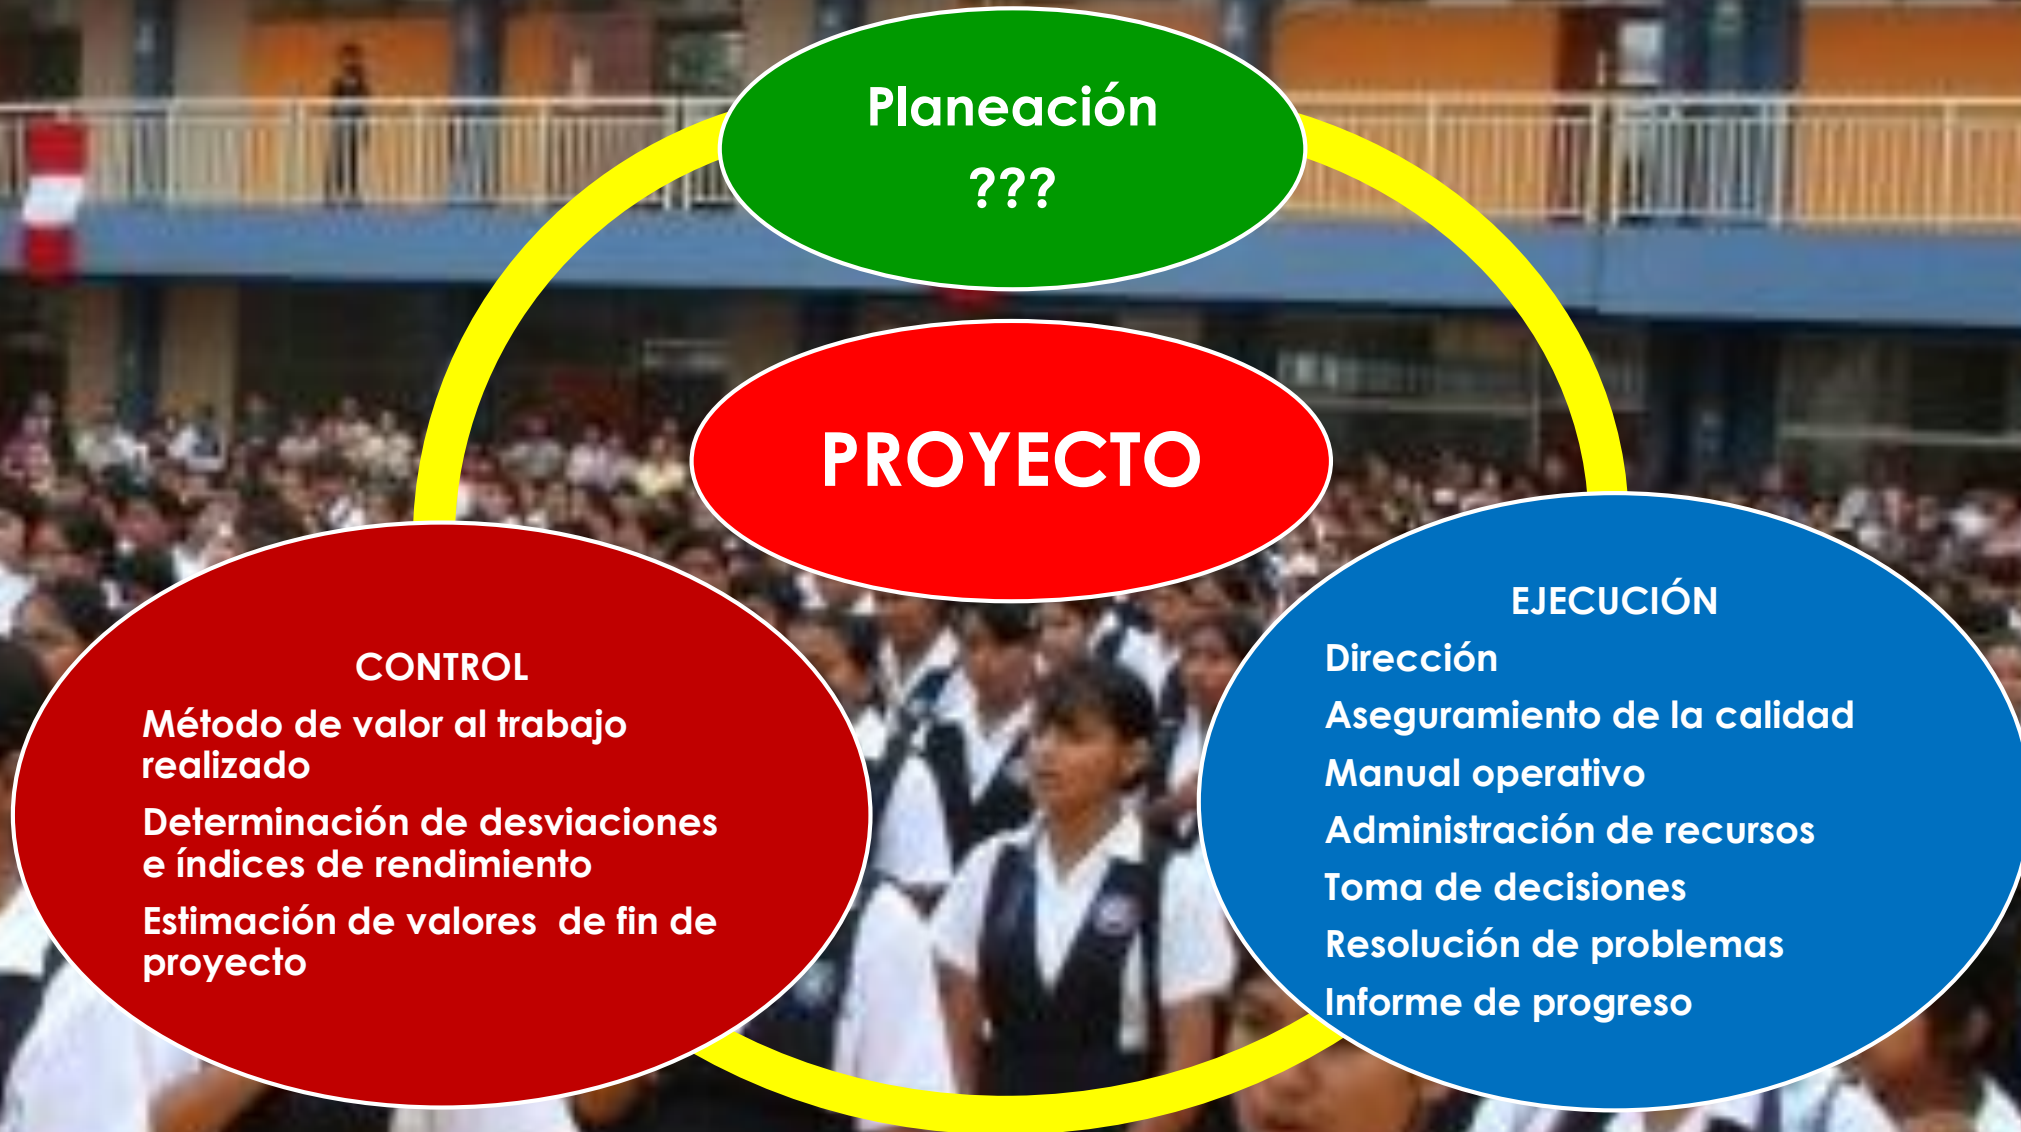 Planeación
???
PROYECTO
CONTROL
Método de valor al trabajo
realizado
Determinación de desviaciones
e índices de rendimiento
Estimación de valores  de fin de
proyecto
EJECUCIÓN
Dirección
Aseguramiento de la calidad
Manual operativo
Administración de recursos
Toma de decisiones
Resolución de problemas
Informe de progreso